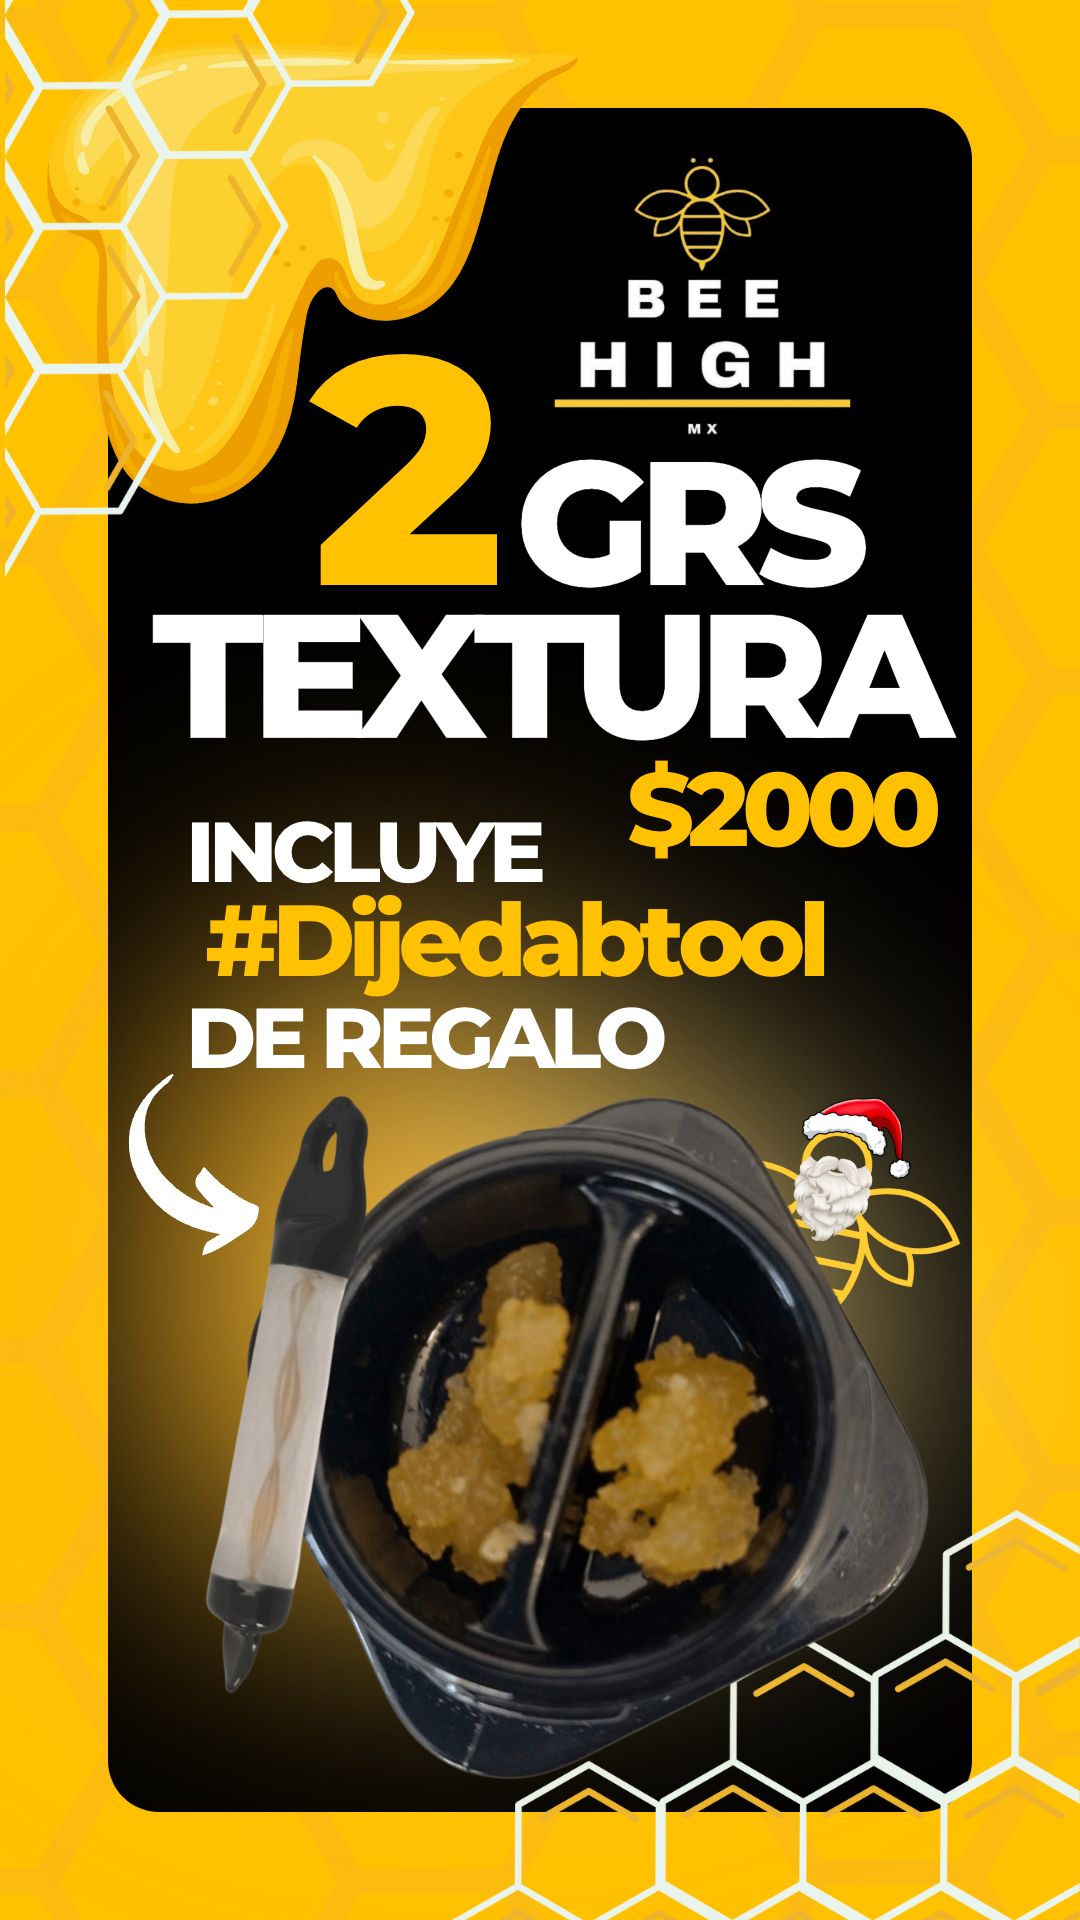 BEE
HIGH
MX
2 GRS
TEXTURA
$2000
INCLUYE
#Dijedabtool
DE REGALO